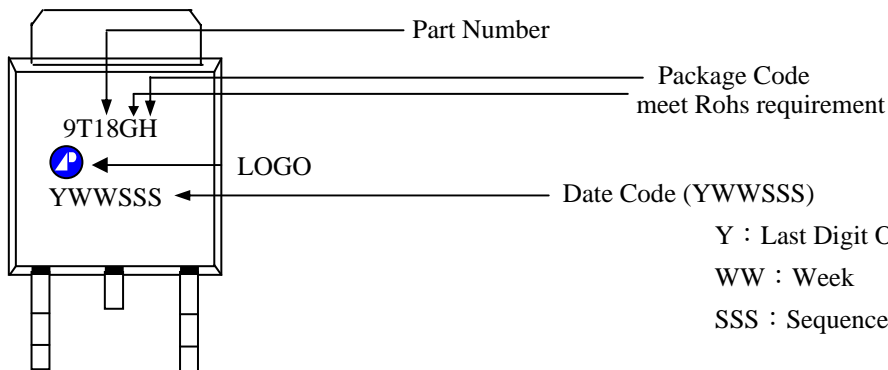 Part Number
Package Code
meet Rohs requirement
9T18GH
LOGO
YWWSSS
Date Code (YWWSSS)
Y：Last Digit O
WW：Week
SSS：Sequence